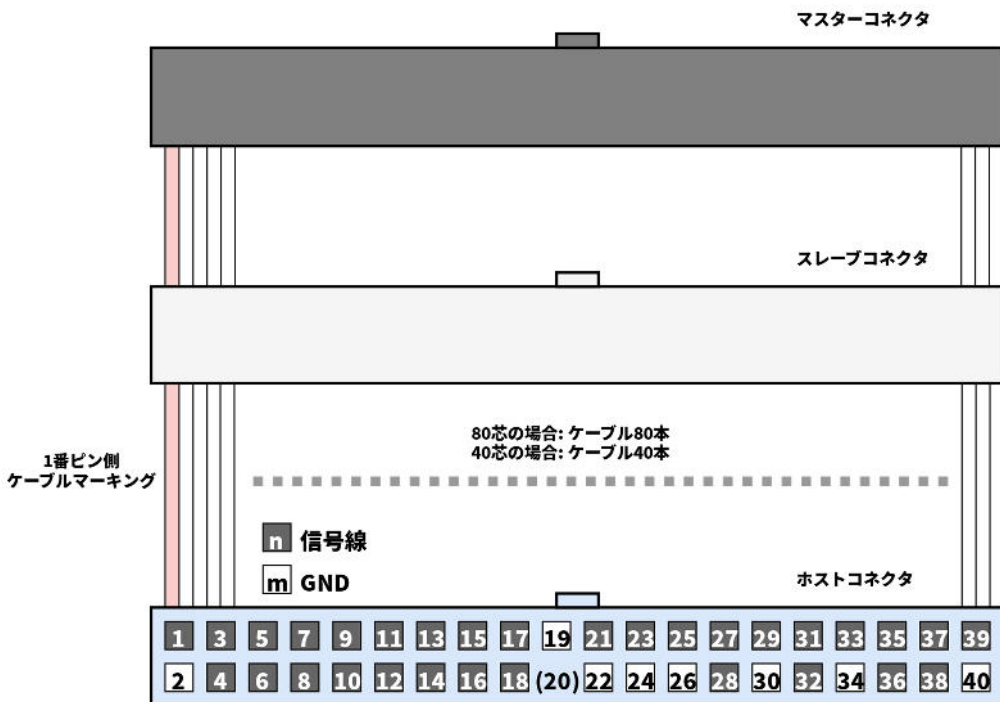 マスターコネクタ
スレーブコネクタ
80芯の場合: ケーブル80本
40芯の場合: ケーブル40本
1番ピン側
ケーブルマーキング
n 信号線
m GND
ホストコネクタ
1 3 5 7 9 11 13 15 17 19 21 23 25 27 29 31 33 35 37 39
2 4 6 8 10 12 14 16 18 (20) 22 24 26 28 30 32 34 36 38 40